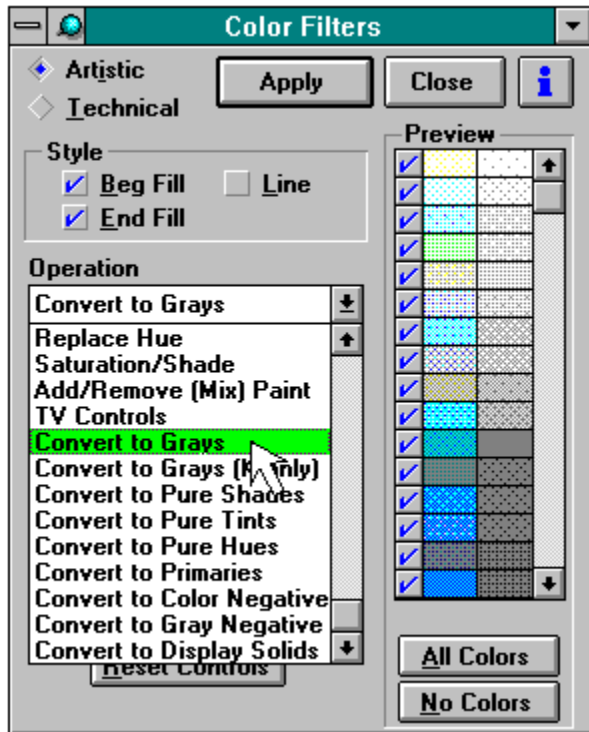 Color Filters
Artistic
Technical
Apply
Close
i
Style
Beg Fill
Line
End Fill
Operation
Convert to Grays
Replace Hue
Saturation/Shade
Add/Remove (Mix) Paint
TV Controls
Convert to Grays
Convert to Grays (K only)
Convert to Pure Shades
Convert to Pure Tints
Convert to Pure Hues
Convert to Primaries
Convert to Color Negative
Convert to Gray Negative
Convert to Display Solids
Reset Controls
Preview
All Colors
No Colors